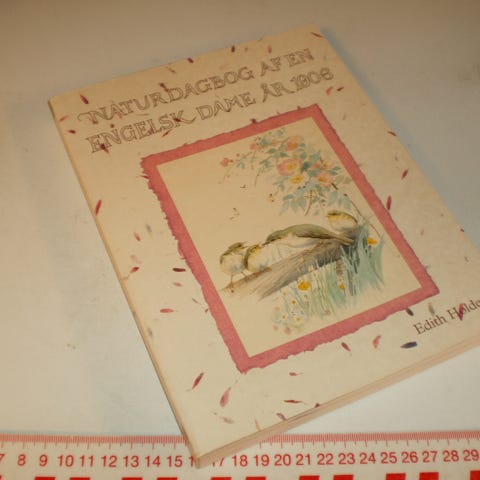 NATURDAGBOG AF EN
ENGELSK DAME ÅR 1906
Edith Holde
7 8 9 10 11 12 13 14 15 16 17 18 19 20 21 22 23 24 25 26 27 28 29